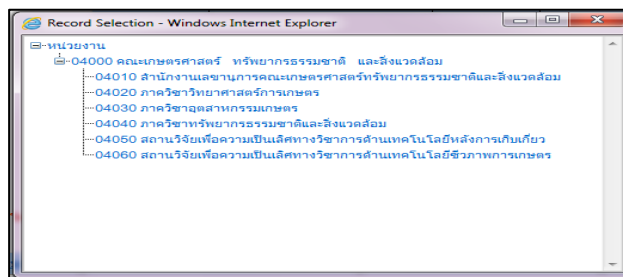 Record Selection - Windows Internet Explorer
หน่วยงาน
04000 คณะเกษตรศาสตร์ ทรัพยากรธรรมชาติ และสิ่งแวดล้อม
04010 สำนักงานเลขานุการคณะเกษตรศาสตร์ทรัพยากรธรรมชาติและสิ่งแวดล้อม
04020 ภาควิชาวิทยาศาสตร์การเกษตร
04030 ภาควิชาอุตสาหกรรมเกษตร
04040 ภาควิชาทรัพยากรธรรมชาติและสิ่งแวดล้อม
04050 สถานวิจัยเพื่อความเป็นเลิศทางวิชาการด้านเทคโนโลยีหลังการเก็บเกี่ยว
04060 สถานวิจัยเพื่อความเป็นเลิศทางวิชาการด้านเทคโนโลยีชีวภาพการเกษตร